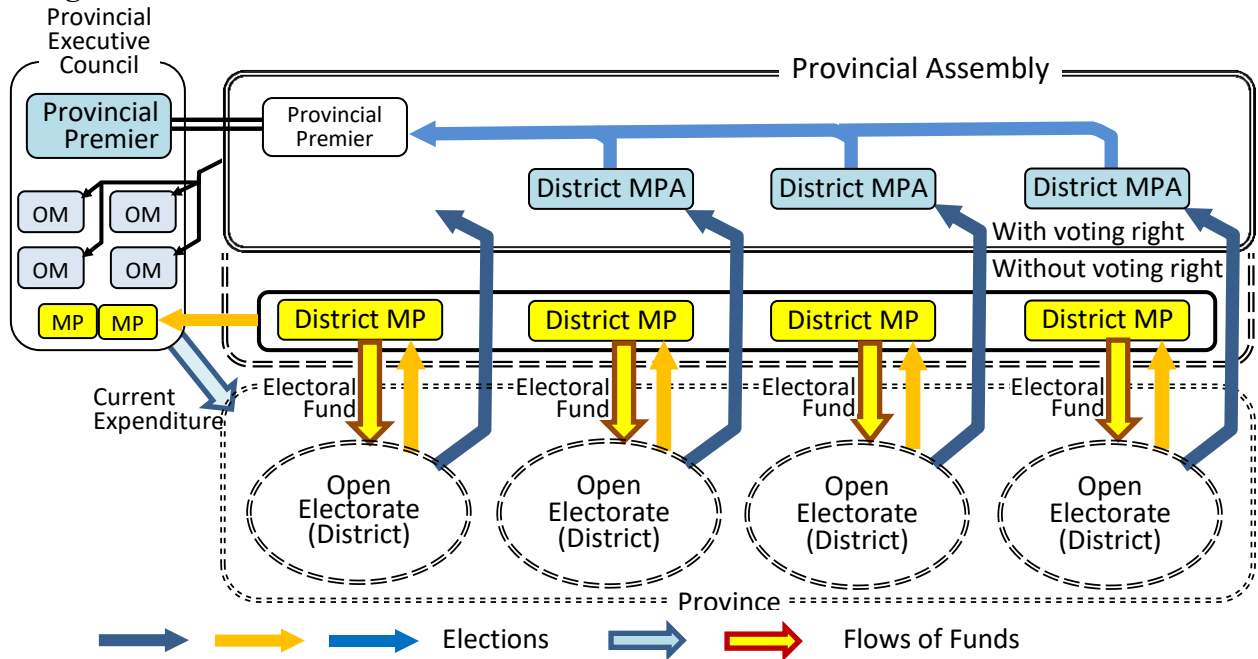 Provincial
Executive
Council
Provincial Assembly
Provincial
Premier
Provincial
Premier
District MPA
District MPA
District MPA
OM
OM
OM
OM
With voting right
Without voting right
MP
MP
District MP
District MP
District MP
District MP
Current
Expenditure
Electoral
Fund
Electoral
Fund
Electoral
Fund
Electoral
Fund
Open
Electorate
(District)
Open
Electorate
(District)
Open
Electorate
(District)
Open
Electorate
(District)
Province
Elections
Flows of Funds